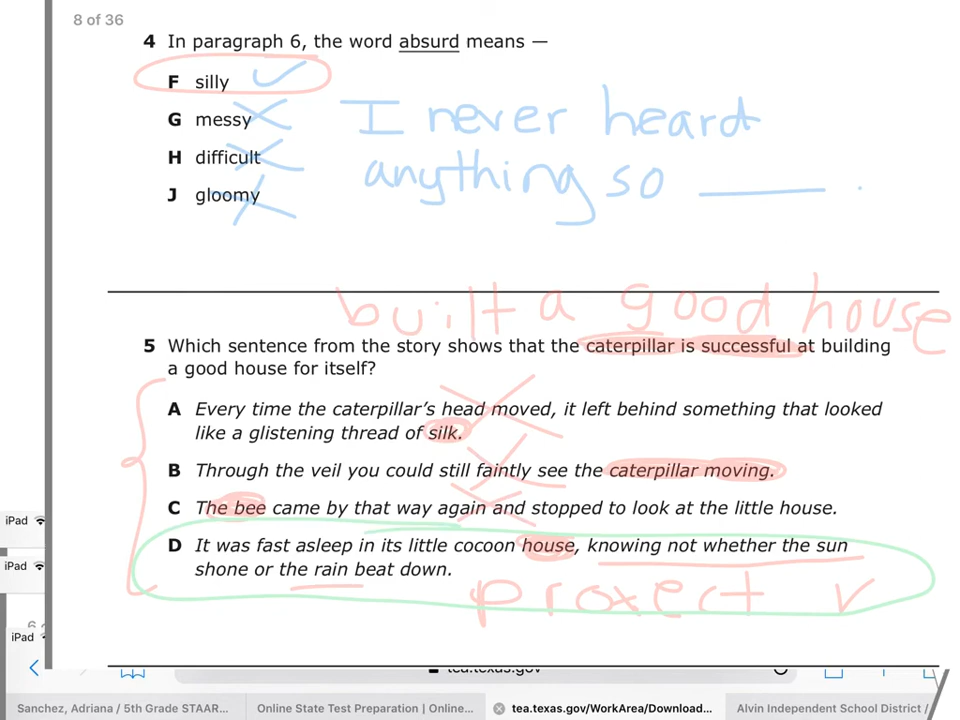 8 of 36
4 In paragraph 6, the word absurd means —
F silly
G messy
H difficult
J gloomy
I never heard
anything so ____.
built a good house
5 Which sentence from the story shows that the caterpillar is successful at building
a good house for itself?
A Every time the caterpillar's head moved, it left behind something that looked
like a glistening thread of silk.
B Through the veil you could still faintly see the caterpillar moving.
C The bee came by that way again and stopped to look at the little house.
D It was fast asleep in its little cocoon house, knowing not whether the sun
shone or the rain beat down.
iPad
iPad
iPad
tea.texas.gov
Sanchez, Adriana / 5th Grade STAAR... Online State Test Preparation | Online... tea.texas.gov/WorkArea/Download... Alvin Independent School District /